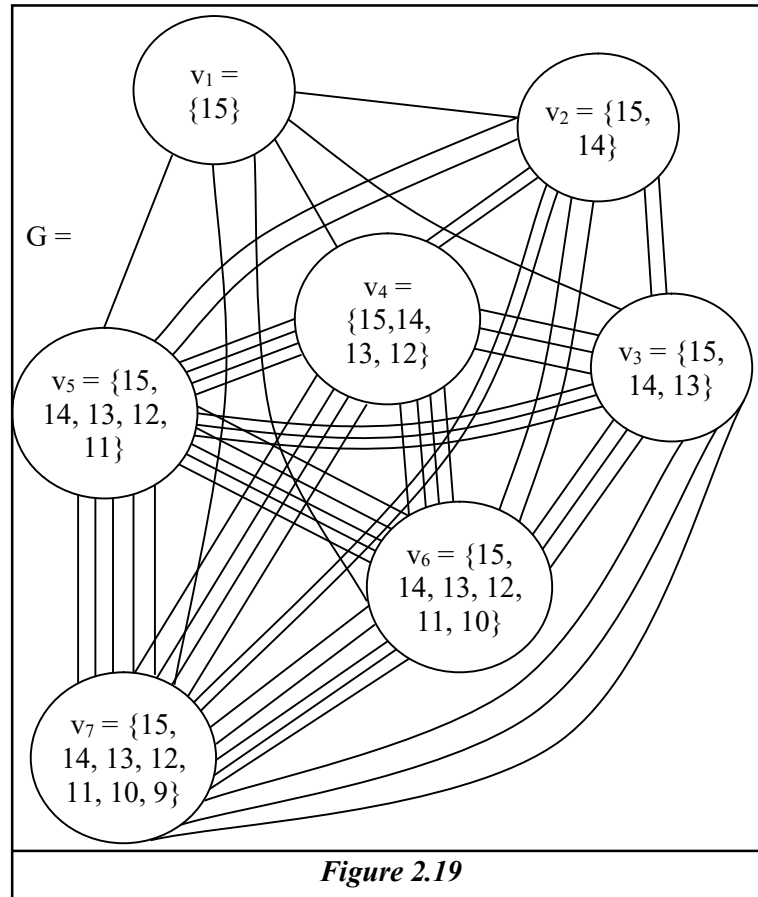 v₁ =
{15}
v₂ = {15,
14}
G =
v₄ =
{15,14,
13, 12}
v₃ = {15,
14, 13}
v₅ = {15,
14, 13, 12,
11}
v₆ = {15,
14, 13, 12,
11, 10}
v₇ = {15,
14, 13, 12,
11, 10, 9}
Figure 2.19